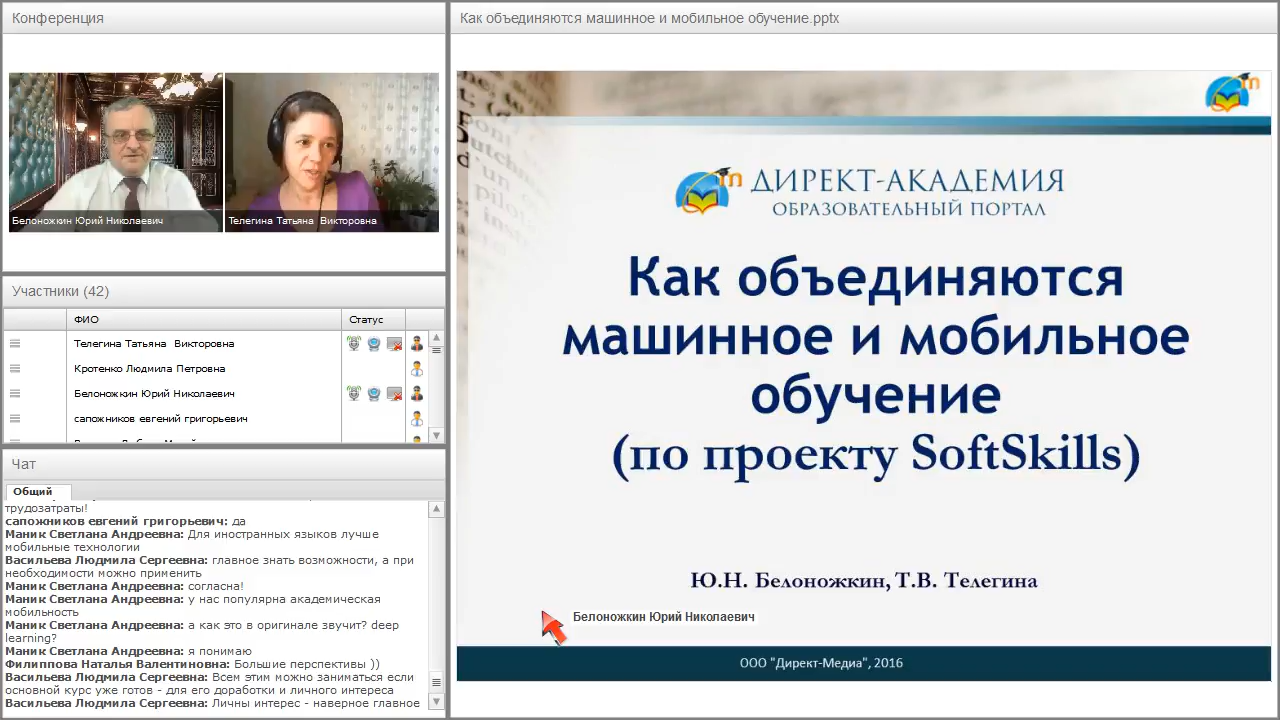 Конференция
Белоножкин Юрий Николаевич
Телегина Татьяна Викторовна
Участники (42)
ФИО
Статус
Телегина Татьяна Викторовна
Кротенко Людмила Петровна
Белоножкин Юрий Николаевич
сапожников евгений григорьевич
Чат
Общий
трудозатраты!
сапожников евгений григорьевич: да
Маник Светлана Андреевна: Для иностранных языков лучше
мобильные технологии
Васильева Людмила Сергеевна: главное знать возможности, а при
необходимости можно применить
Маник Светлана Андреевна: согласна!
Маник Светлана Андреевна: у нас популярна академическая
мобильность
Маник Светлана Андреевна: а как это в оригинале звучит? deep
learning?
Маник Светлана Андреевна: я понимаю
Филиппова Наталья Валентиновна: Большие перспективы ))
Васильева Людмила Сергеевна: Всем этим можно заниматься если
основной курс уже готов - для его доработки и личного интереса
Васильева Людмила Сергеевна: Личны интерес - наверное главное
Как объединяются машинное и мобильное обучение.pptx
ДИРЕКТ-АКАДЕМИЯ
ОБРАЗОВАТЕЛЬНЫЙ ПОРТАЛ
Как объединяются
машинное и мобильное
обучение
(по проекту SoftSkills)
Ю.Н. Белоножкин, Т.В. Телегина
Белоножкин Юрий Николаевич
ООО "Директ-Медиа", 2016